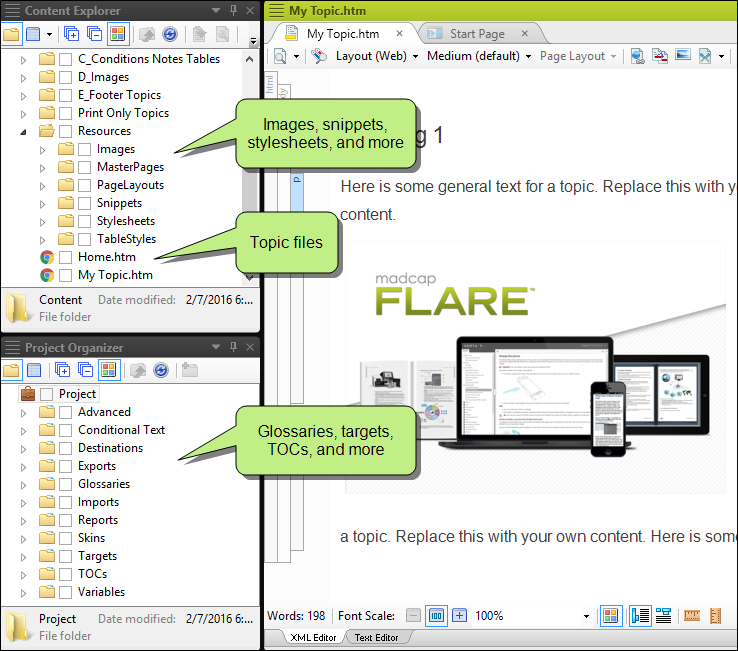 Content Explorer
C_Conditions Notes Tables
D_Images
E_Footer Topics
Print Only Topics
Resources
Images
MasterPages
PageLayouts
Snippets
Stylesheets
TableStyles
Home.htm
My Topic.htm
Content Date modified: 2/7/2016 6:...
File folder
Images, snippets,
stylesheets, and more
Topic files
Project Organizer
Project
Advanced
Conditional Text
Destinations
Exports
Glossaries
Imports
Reports
Skins
Targets
TOCs
Variables
Project Date modified: 2/7/2016 6:...
File folder
Glossaries, targets,
TOCs, and more
My Topic.htm
My Topic.htm Start Page
Layout (Web) Medium (default) Page Layout
html
dy
p
g 1
Here is some general text for a topic. Replace this with yo
content.
madcap
FLARE™
a topic. Replace this with your own content. Here is some
Words: 198 Font Scale: 100 100%
XML Editor Text Editor